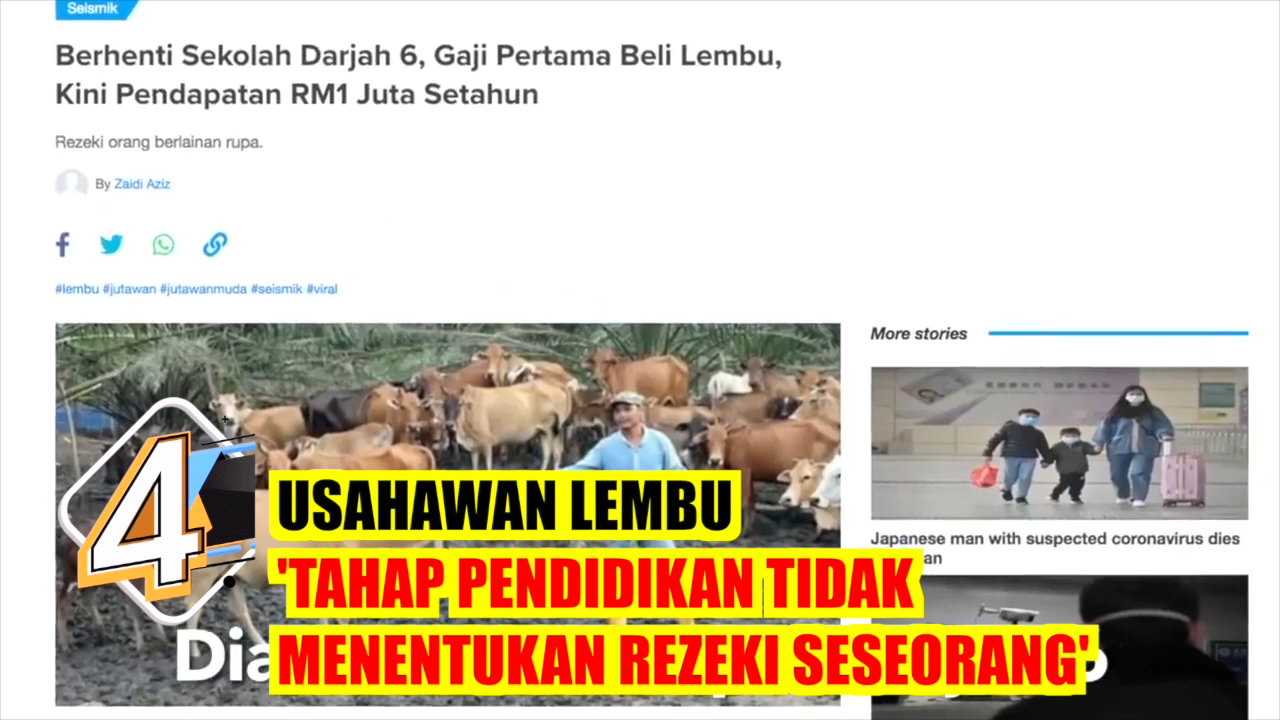 Seismik
Berhenti Sekolah Darjah 6, Gaji Pertama Beli Lembu,
Kini Pendapatan RM1 Juta Setahun
Rezeki orang berlainan rupa.
By Zaidi Aziz
#lembu #jutawan #jutawanmuda #seismik #viral
More stories
Japanese man with suspected coronavirus dies
4
USAHAWAN LEMBU
'TAHAP PENDIDIKAN TIDAK
MENENTUKAN REZEKI SESEORANG'